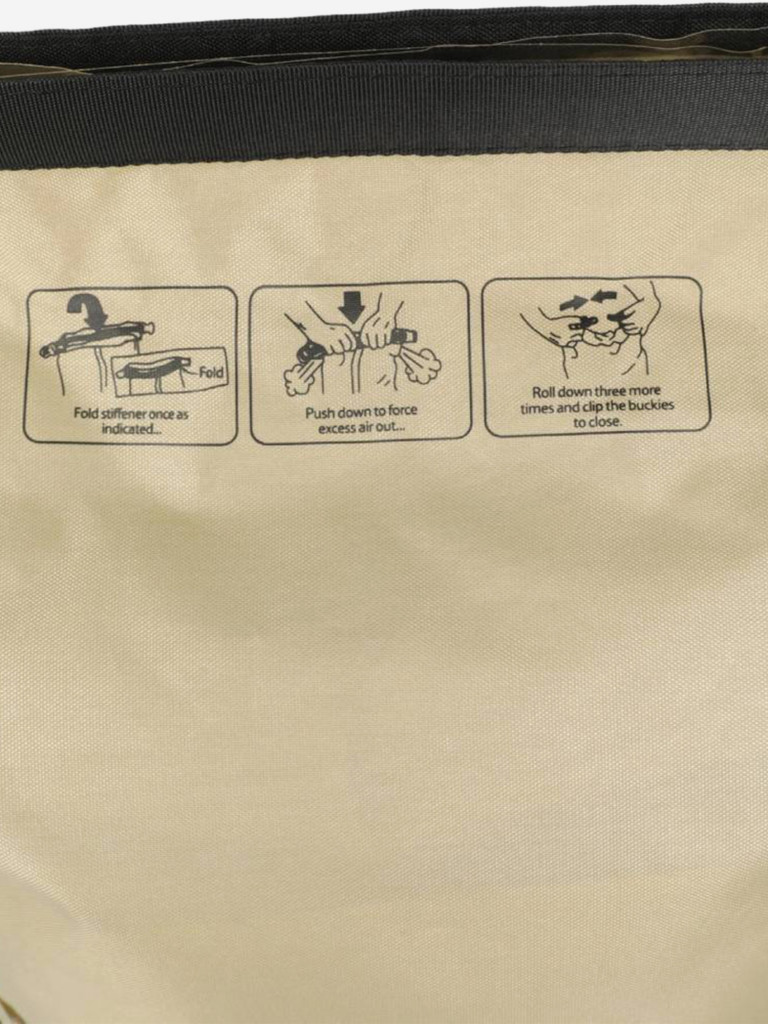 Fold
Fold stiffener once as
indicated...
Push down to force
excess air out...
Roll down three more
times and clip the buckies
to close.